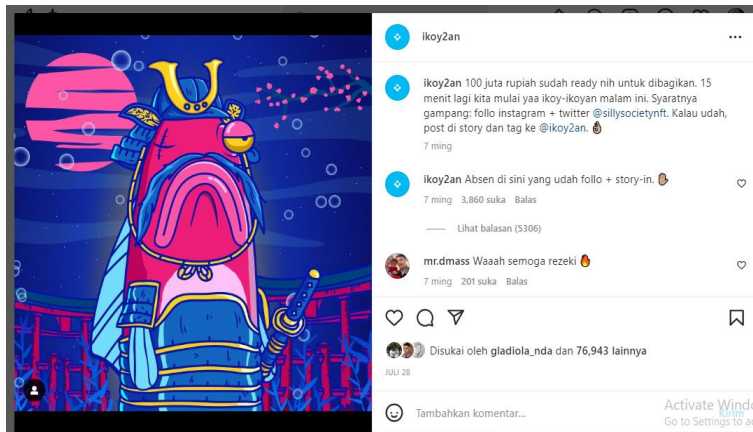 ikoy2an
ikoy2an 100 juta rupiah sudah ready nih untuk dibagikan. 15
menit lagi kita mulai yaa ikoy-ikoyan malam ini. Syaratnya
gampang: follo instagram + twitter @sillysocietynft. Kalau udah,
post di story dan tag ke @ikoy2an. 👌🏽
7 ming
ikoy2an Absen di sini yang udah follo + story-in. ✋🏽
7 ming 3,860 suka Balas
Lihat balasan (5306)
mr.dmass Waaah semoga rezeki 🔥
7 ming 201 suka Balas
Disukai oleh gladiola_nda dan 76,943 lainnya
JULI 28
Tambahkan komentar...
Kirim
Activate Windo
Go to Settings to ac